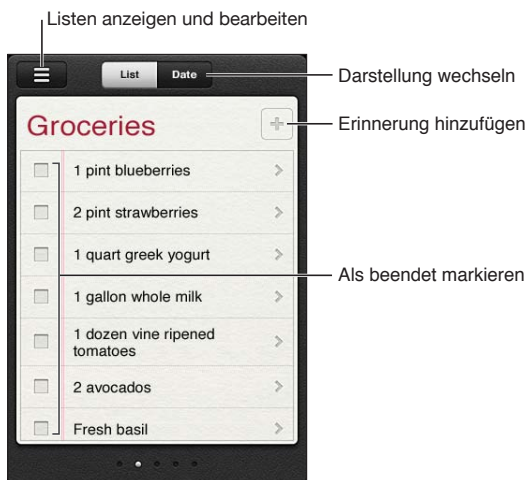 Listen anzeigen und bearbeiten
List
Date
Darstellung wechseln
Groceries
Erinnerung hinzufügen
1 pint blueberries
2 pint strawberries
1 quart greek yogurt
Als beendet markieren
1 gallon whole milk
1 dozen vine ripened
tomatoes
2 avocados
Fresh basil